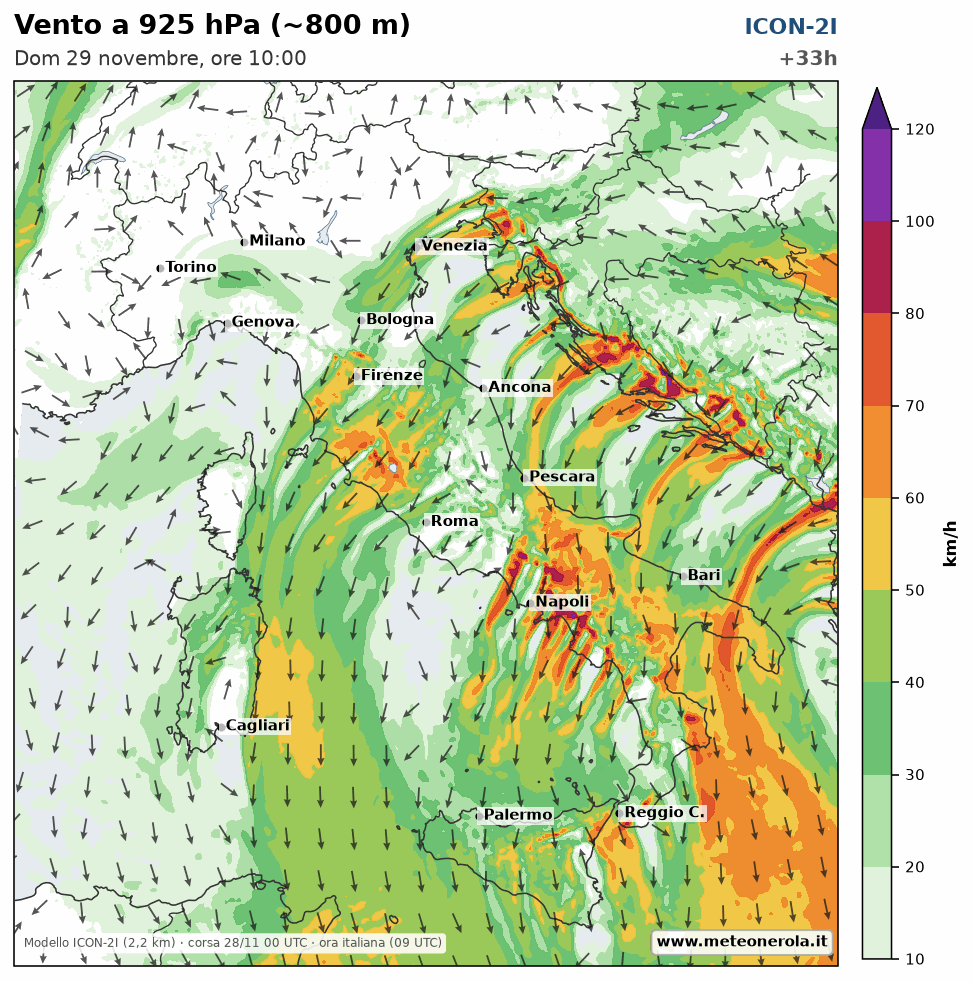 Vento a 925 hPa (~800 m)
ICON-2I
Dom 29 novembre, ore 10:00
+33h
120
100
80
70
60
50
40
30
20
10
km/h
Venezia
Milano
Torino
Bologna
Genova
Firenze
Ancona
Pescara
Roma
Bari
Napoli
Cagliari
Palermo
Reggio C.
Modello ICON-2I (2,2 km) · corsa 28/11 00 UTC · ora italiana (09 UTC)
www.meteonerola.it